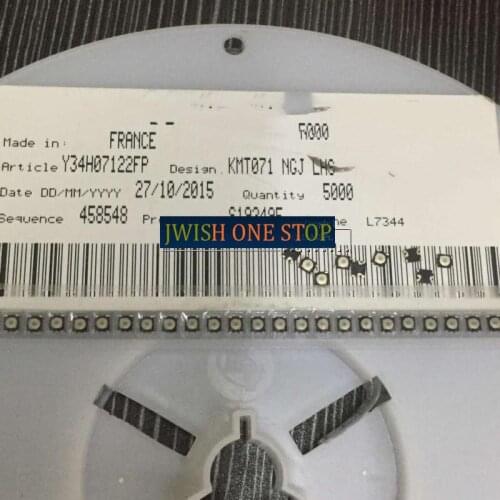 Made in: FRANCE
Article Y34H07122FP Design. KMT071 NGJ LHS
Date DD/MM/YYYY 27/10/2015 Quantity 5000
Sequence 458548 L7344
JWISH ONE STOP